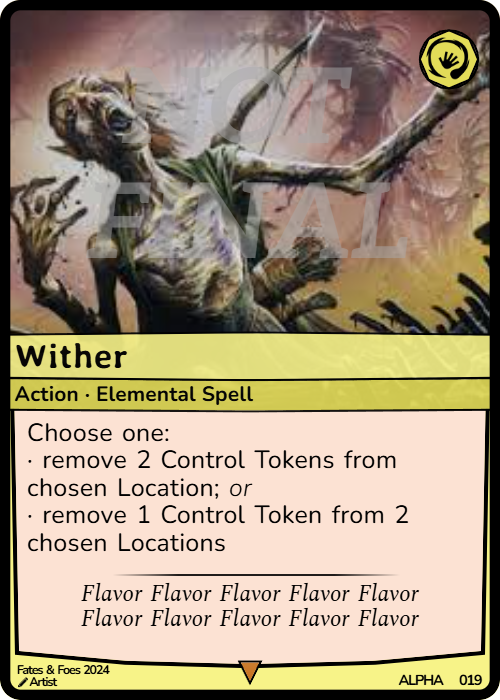 NOT
FINAL
Wither
Action · Elemental Spell
Choose one:
· remove 2 Control Tokens from
chosen Location; or
· remove 1 Control Token from 2
chosen Locations
Flavor Flavor Flavor Flavor Flavor
Flavor Flavor Flavor Flavor Flavor
Fates & Foes 2024
Artist
ALPHA 019